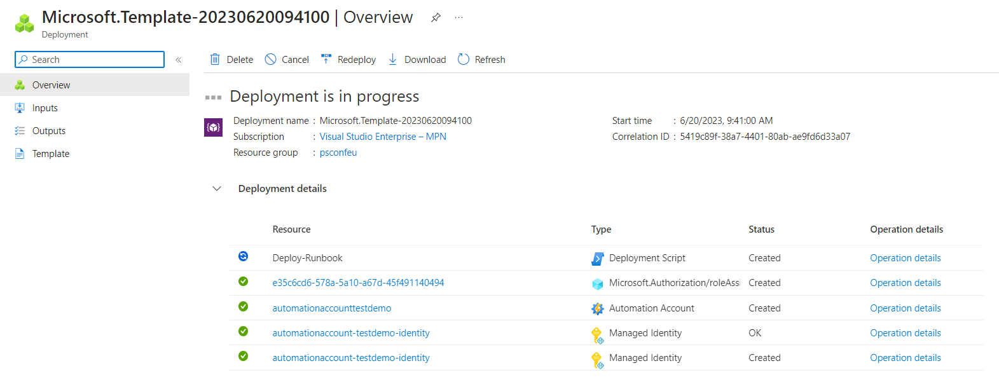 Microsoft.Template-20230620094100 | Overview
Deployment
Search
Overview
Inputs
Outputs
Template
Delete Cancel Redeploy Download Refresh
Deployment is in progress
Deployment name : Microsoft.Template-20230620094100 Start time : 6/20/2023, 9:41:00 AM
Subscription : Visual Studio Enterprise – MPN Correlation ID : 5419c89f-38a7-4401-80ab-ae9fd6d33a07
Resource group : psconfeu
Deployment details
Resource Type Status Operation details
Deploy-Runbook Deployment Script Created Operation details
e35c6cd6-578a-5a10-a67d-45f491140494 Microsoft.Authorization/roleAssi Created Operation details
automationaccounttestdemo Automation Account Created Operation details
automationaccount-testdemo-identity Managed Identity OK Operation details
automationaccount-testdemo-identity Managed Identity Created Operation details